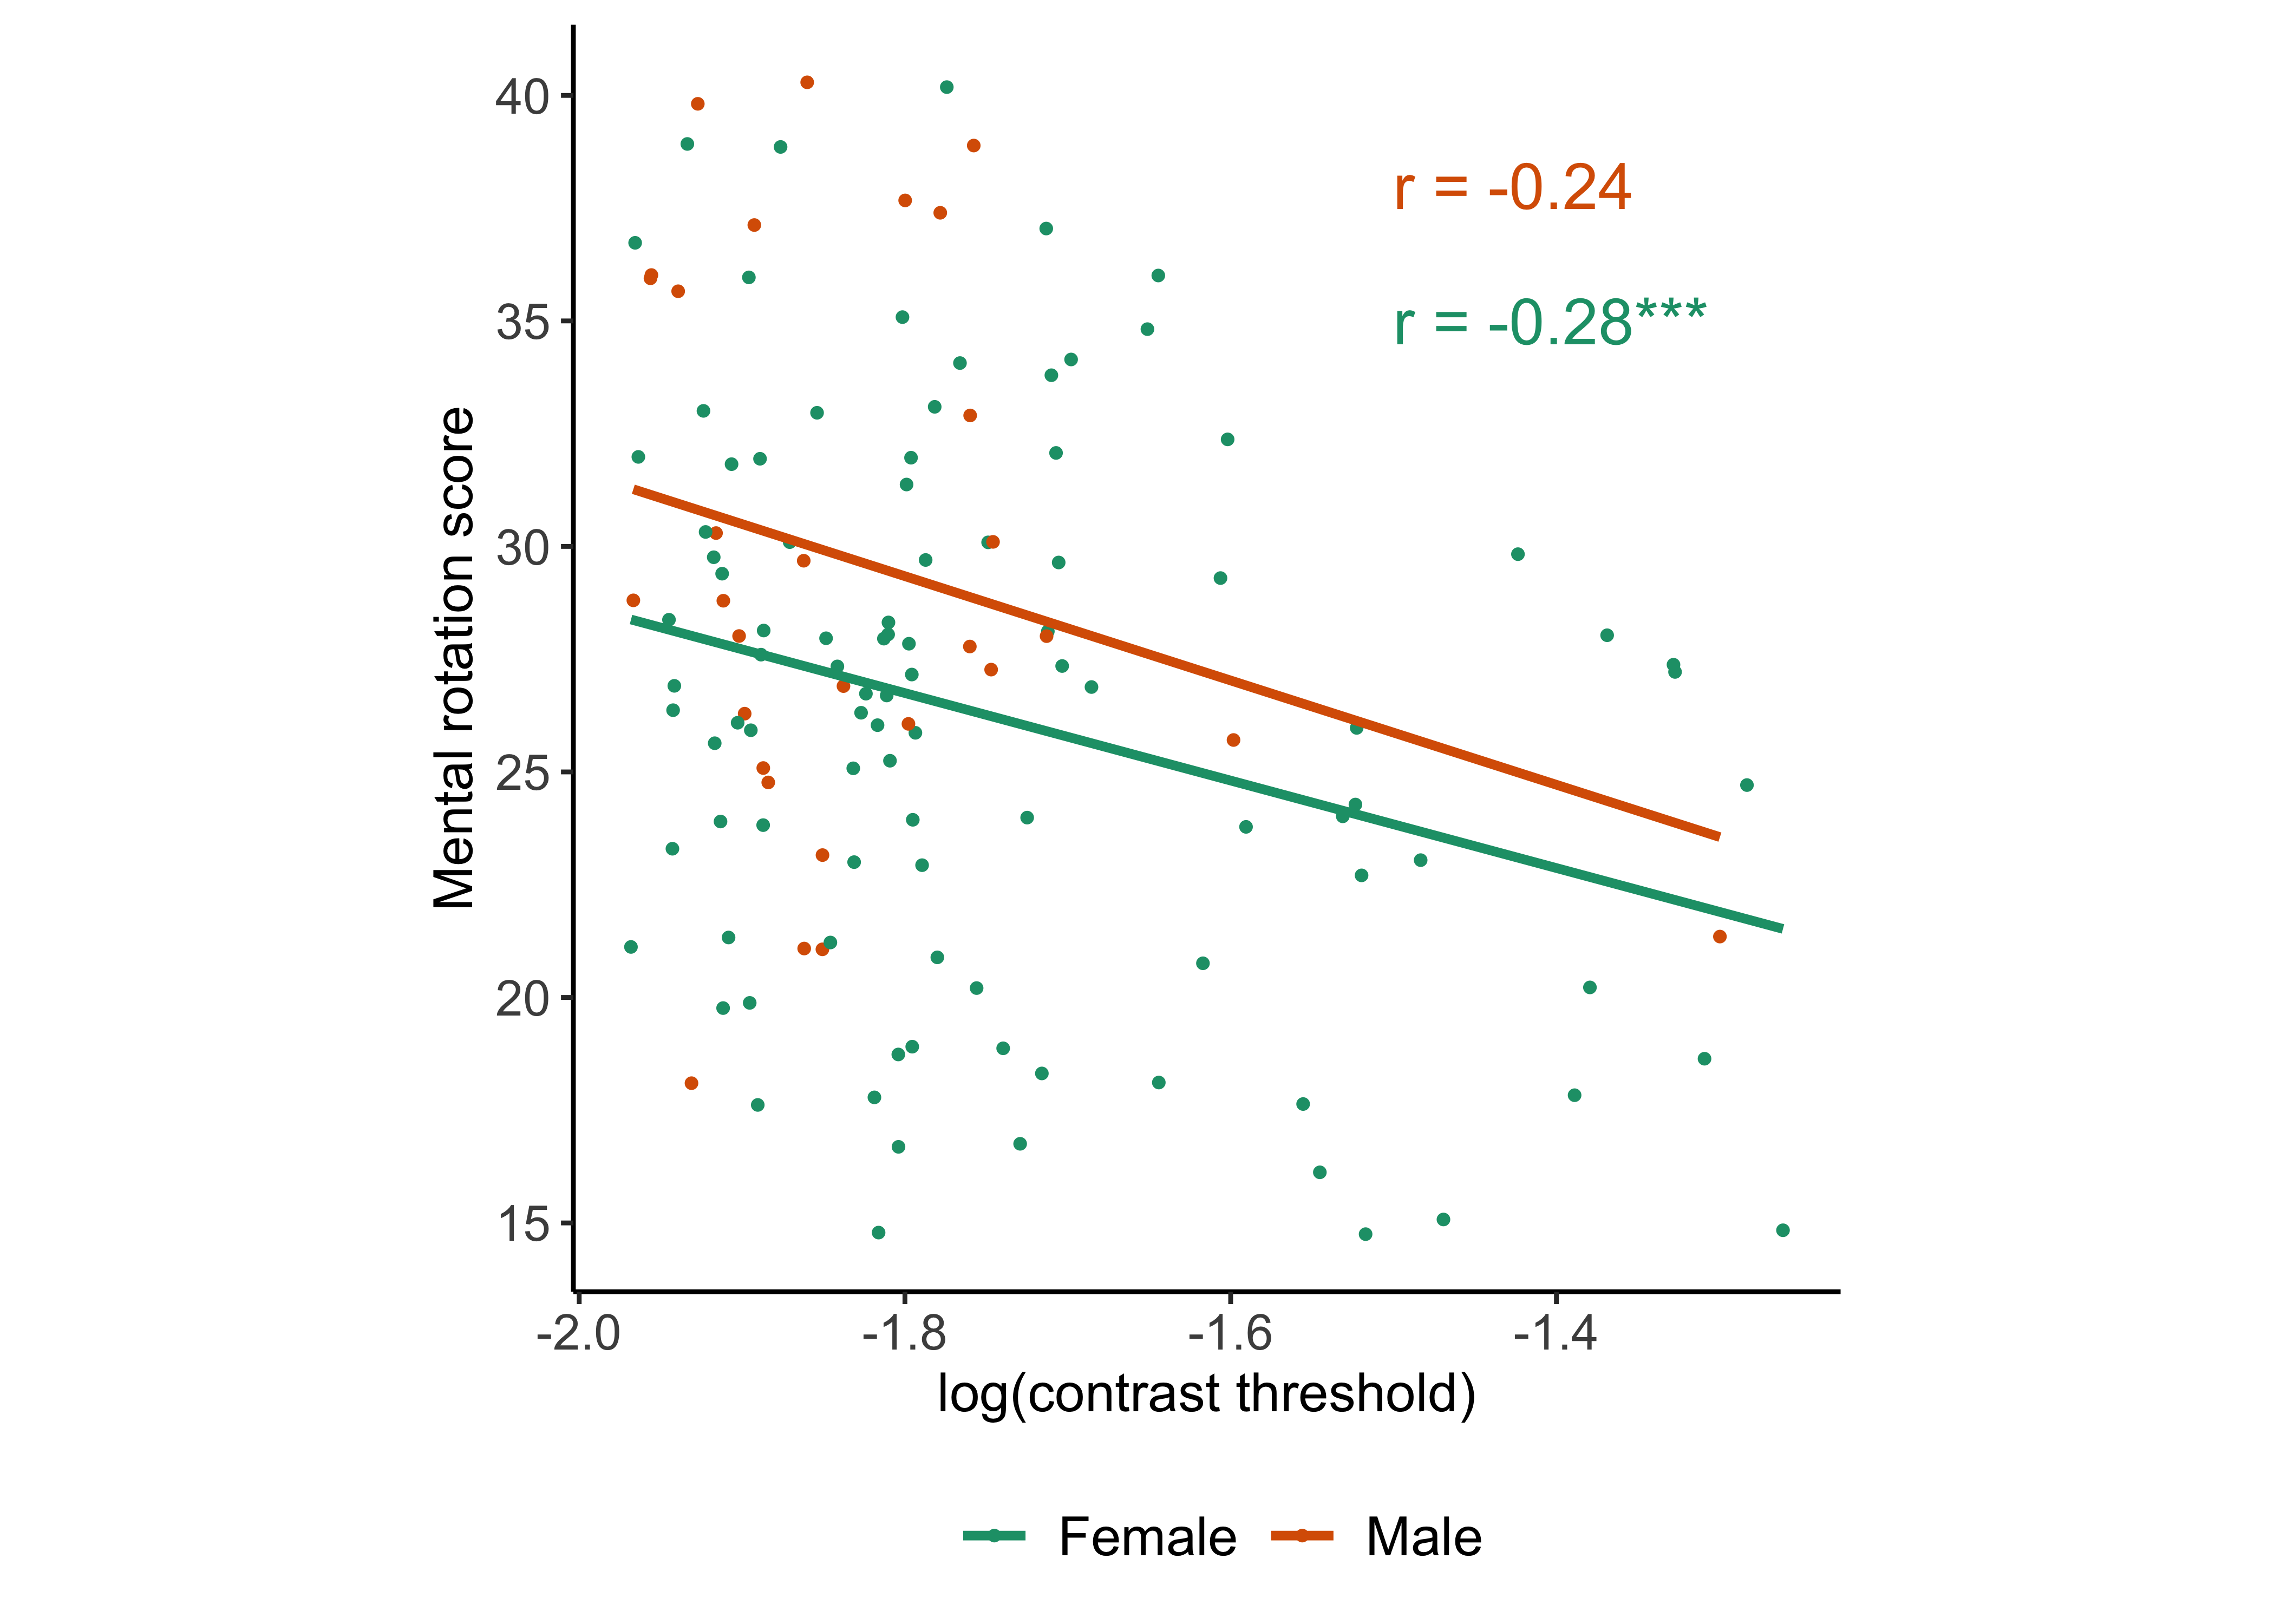 40
35
30
25
20
15
Mental rotation score
r = -0.24
r = -0.28***
-2.0 -1.8 -1.6 -1.4
log(contrast threshold)
Female Male